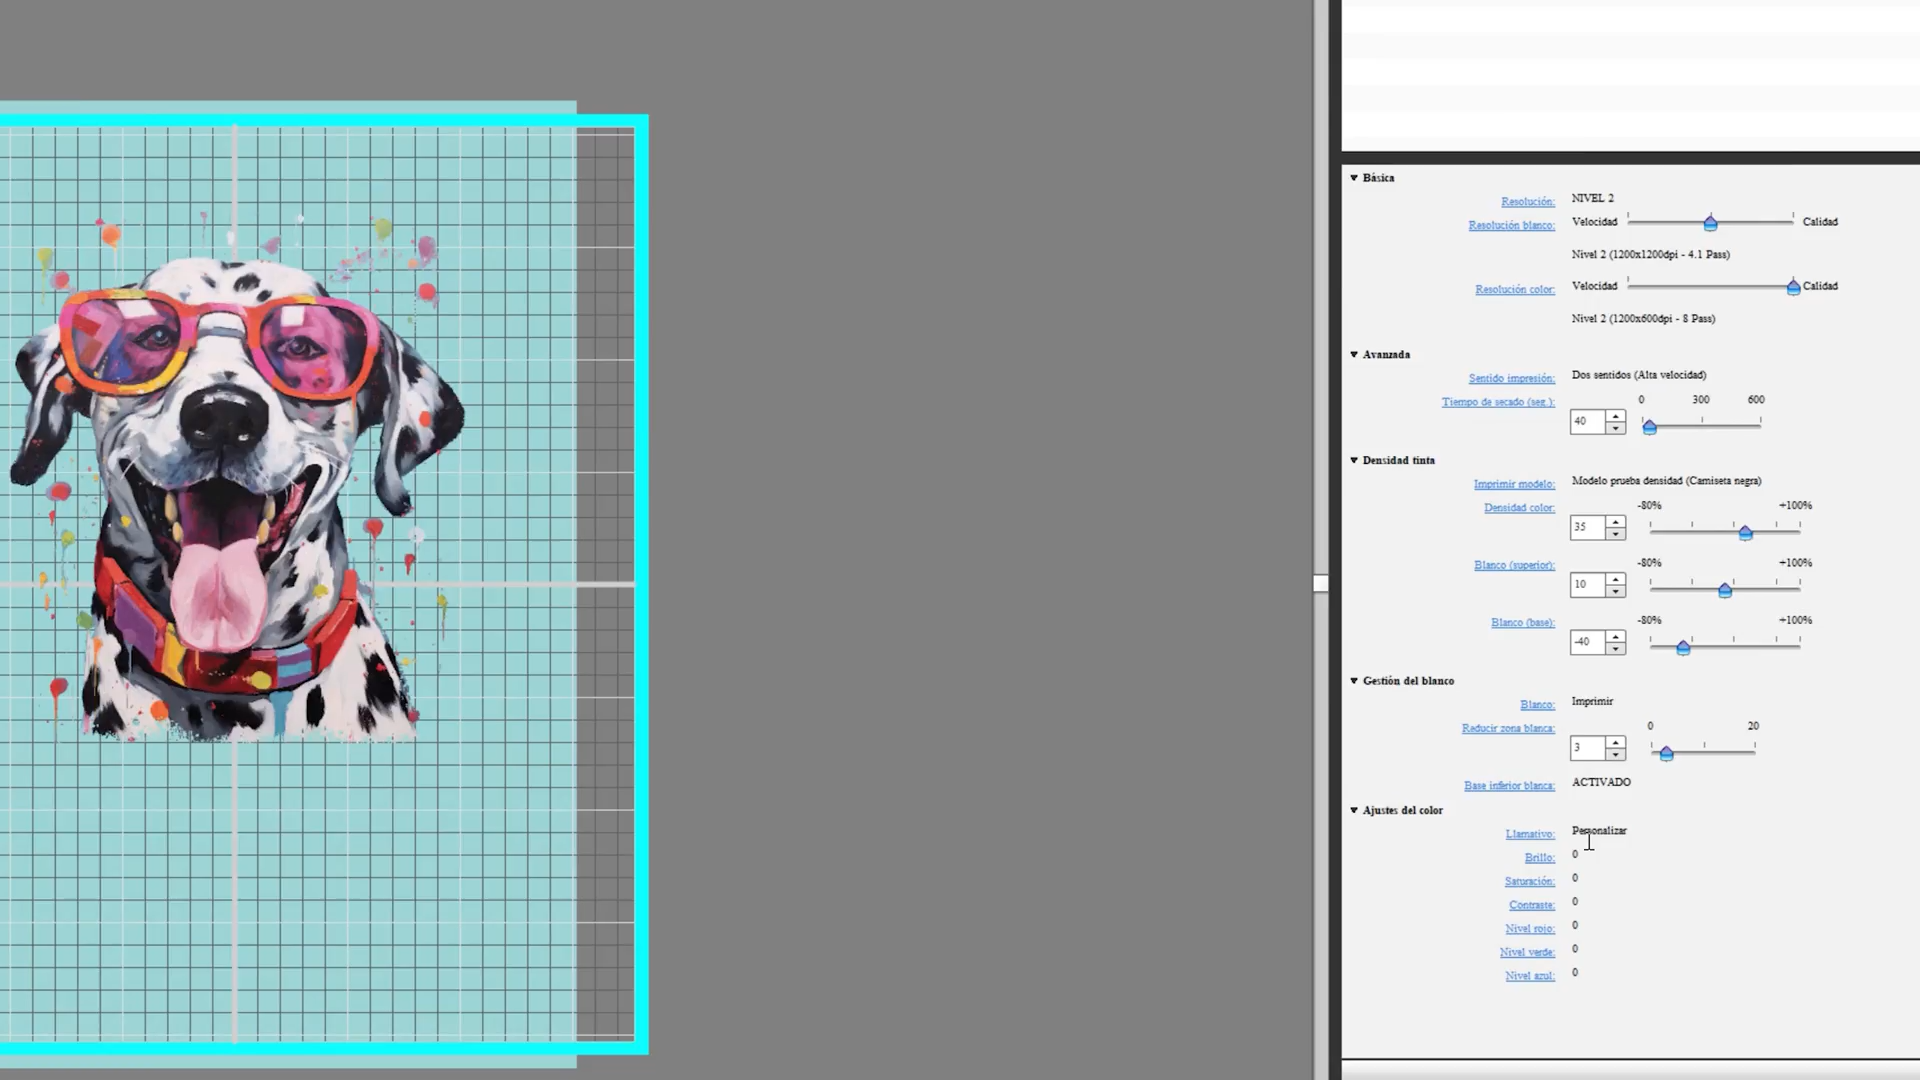 Básica
Resolución: NIVEL 2
Resolución blanco: Velocidad Calidad
Nivel 2 (1200x1200dpi - 4.1 Pass)
Resolución color: Velocidad Calidad
Nivel 2 (1200x600dpi - 8 Pass)
Avanzada
Sentido impresión: Dos sentidos (Alta velocidad)
Tiempo de secado (seg.): 0 300 600
40
Densidad tinta
Imprimir modelo: Modelo prueba densidad (Camiseta negra)
Densidad color: -80% +100%
35
Blanco (superior): -80% +100%
10
Blanco (base): -80% +100%
-40
Gestión del blanco
Blanco: Imprimir
Reducir zona blanca: 0 20
3
Base inferior blanca: ACTIVADO
Ajustes del color
Llamativo: Personalizar
Brillo: 0
Saturación: 0
Contraste: 0
Nivel rojo: 0
Nivel verde: 0
Nivel azul: 0